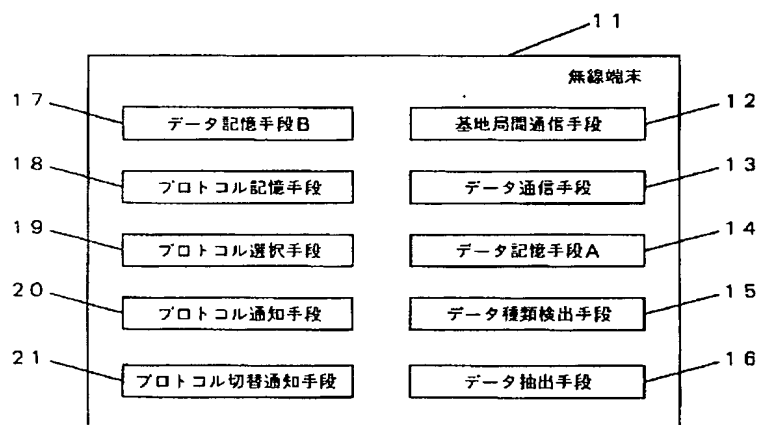 11
無線端末
17
データ記憶手段B
基地局間通信手段
12
18
プロトコル記憶手段
データ通信手段
13
19
プロトコル選択手段
データ記憶手段A
14
20
プロトコル通知手段
データ種類検出手段
15
21
プロトコル切替通知手段
データ抽出手段
16